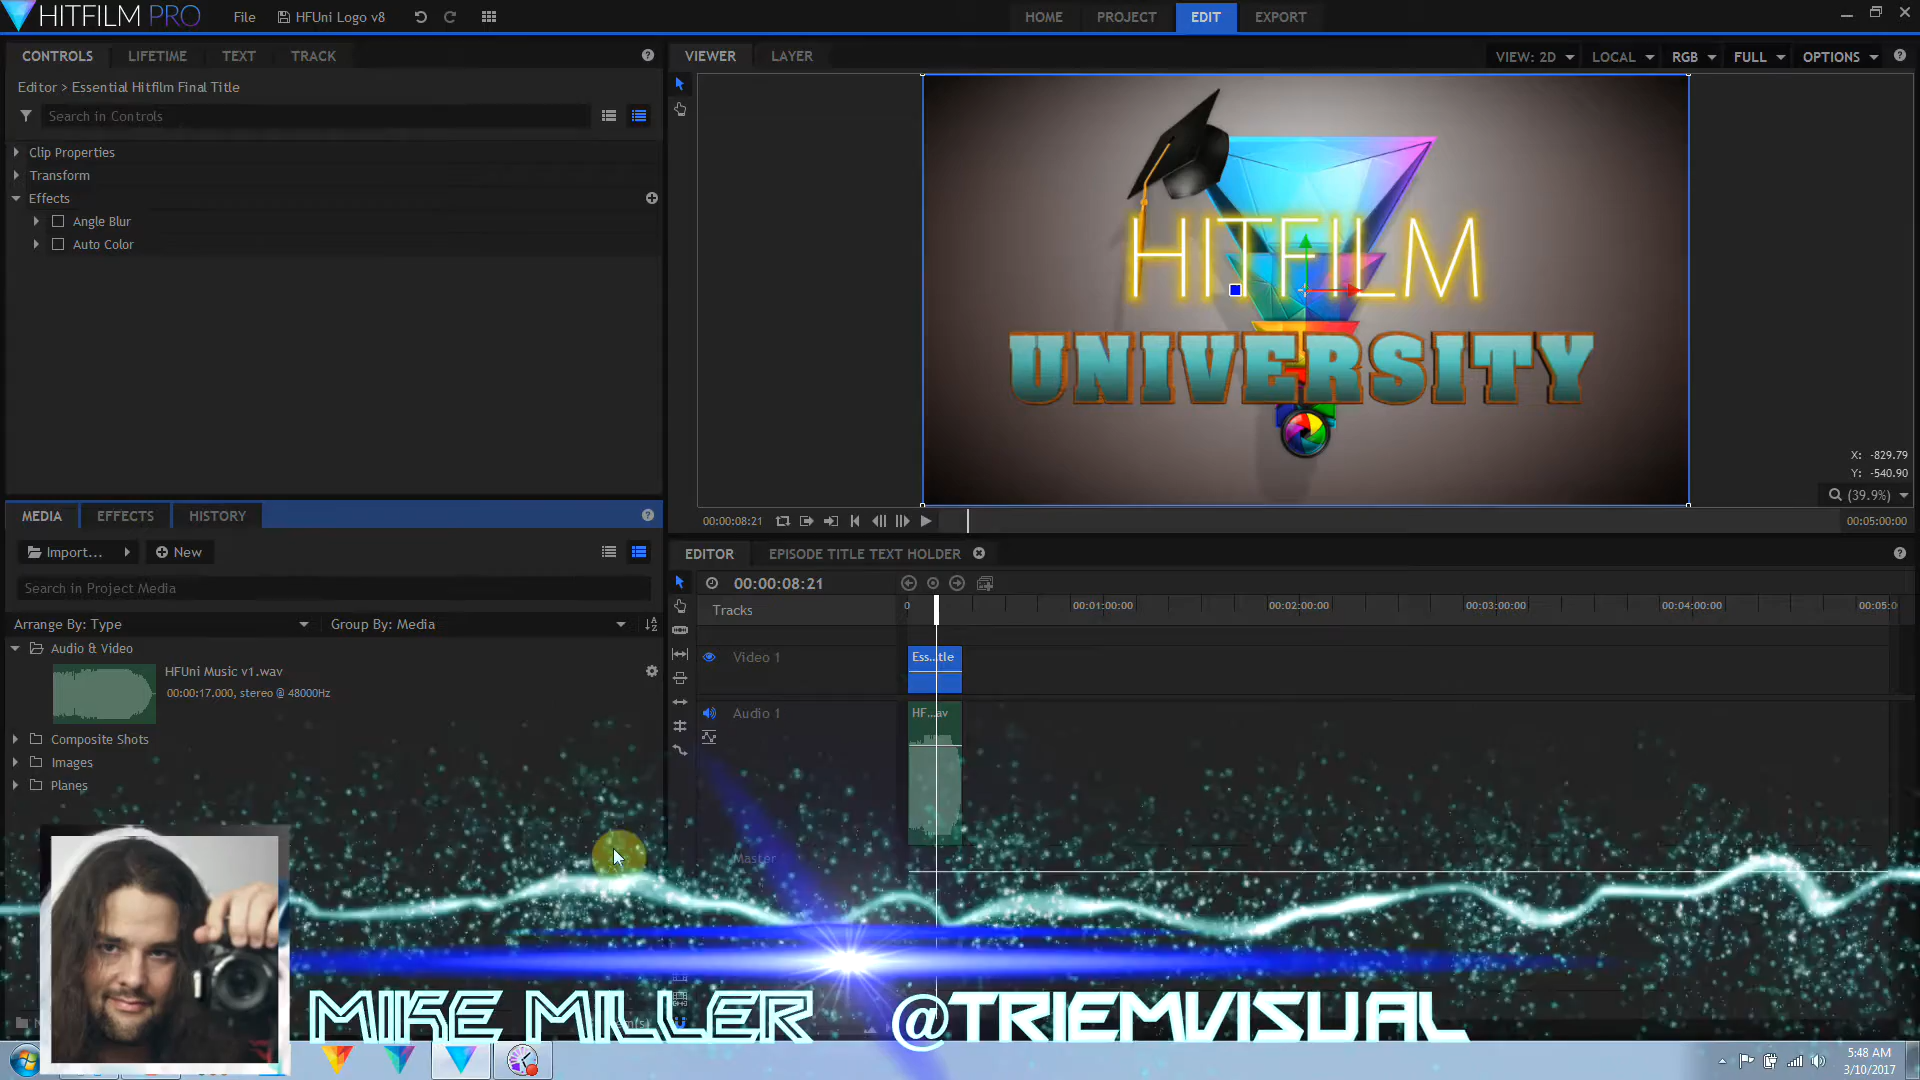 HITFILM PRO
File
HFUni Logo v8
HOME
PROJECT
EDIT
EXPORT
CONTROLS
LIFETIME
TEXT
TRACK
Editor > Essential Hitfilm Final Title
Search in Controls
Clip Properties
Transform
Effects
Angle Blur
Auto Color
VIEWER
LAYER
VIEW: 2D
LOCAL
RGB
FULL
OPTIONS
HITFILM
UNIVERSITY
X: -829.79
Y: -540.90
(39.9%)
00:00:08:21
00:05:00:00
MEDIA
EFFECTS
HISTORY
Import...
New
Search in Project Media
Arrange By: Type
Group By: Media
Audio & Video
HFUni Music v1.wav
00:00:17.000, stereo @ 48000Hz
Composite Shots
Images
Planes
EDITOR
EPISODE TITLE TEXT HOLDER
00:00:08:21
Tracks
0
00:01:00:00
00:02:00:00
00:03:00:00
00:04:00:00
00:05:0
Video 1
Ess...tle
Audio 1
HF...av
Master
MIKE MILLER @TRIEMVISUAL
5:48 AM
3/10/2017